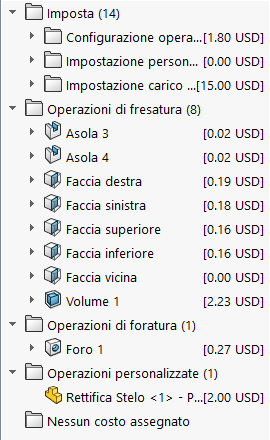 Imposta (14)
Configurazione opera... [1.80 USD]
Impostazione person... [0.00 USD]
Impostazione carico ... [15.00 USD]
Operazioni di fresatura (8)
Asola 3 [0.02 USD]
Asola 4 [0.02 USD]
Faccia destra [0.19 USD]
Faccia sinistra [0.18 USD]
Faccia superiore [0.16 USD]
Faccia inferiore [0.16 USD]
Faccia vicina [0.00 USD]
Volume 1 [2.23 USD]
Operazioni di foratura (1)
Foro 1 [0.27 USD]
Operazioni personalizzate (1)
Rettifica Stelo <1> - P... [2.00 USD]
Nessun costo assegnato